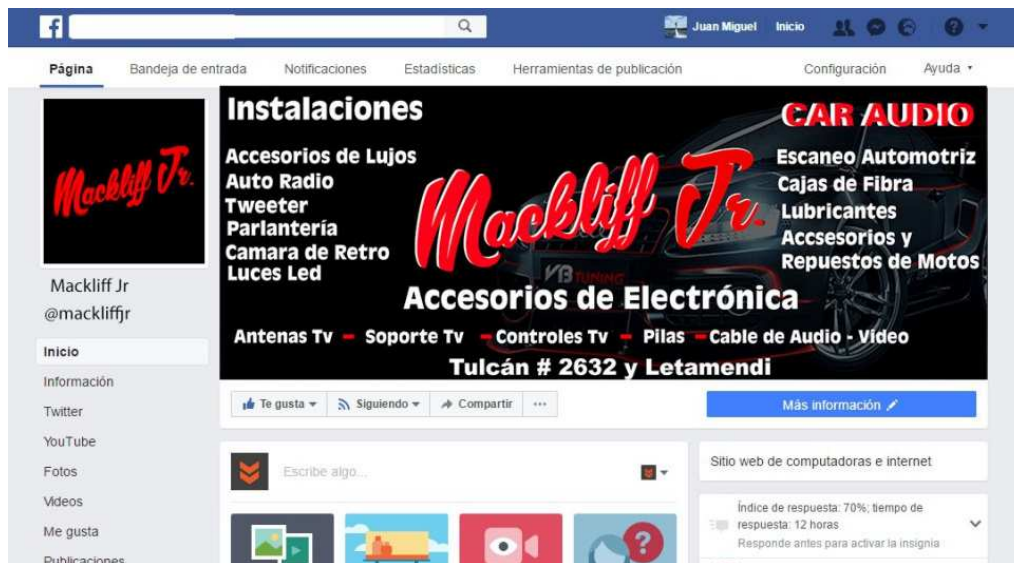 Juan Miguel Inicio
Página Bandeja de entrada Notificaciones Estadísticas Herramientas de publicación Configuración Ayuda
Mackliff Jr.
Mackliff Jr
@mackliffjr
Inicio
Información
Twitter
YouTube
Fotos
Videos
Me gusta
Publicaciones
Instalaciones
Accesorios de Lujos
Auto Radio
Tweeter
Parlantería
Camara de Retro
Luces Led
Mackliff Jr.
CAR AUDIO
Escaneo Automotriz
Cajas de Fibra
Lubricantes
Accsesorios y
Repuestos de Motos
VB TUNING
Accesorios de Electrónica
Antenas Tv - Soporte Tv - Controles Tv - Pilas - Cable de Audio - Video
Tulcán # 2632 y Letamendi
Te gusta Siguiendo Compartir ...
Más información
Escribe algo...
Sitio web de computadoras e internet
Índice de respuesta: 70%; tiempo de
respuesta: 12 horas
Responde antes para activar la insignia